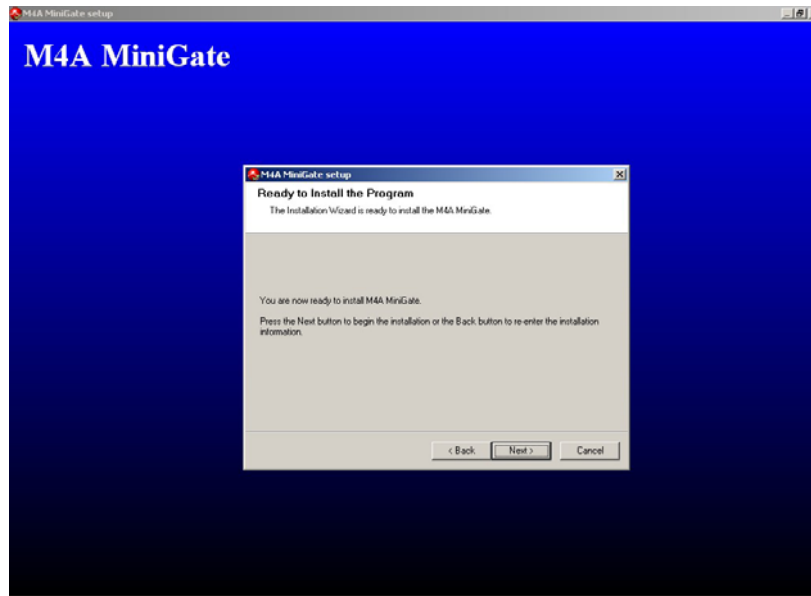 M4A MiniGate setup
M4A MiniGate
M4A MiniGate setup
Ready to Install the Program
The Installation Wizard is ready to install the M4A MiniGate.
You are now ready to install M4A MiniGate.
Press the Next button to begin the installation or the Back button to re-enter the installation
information.
< Back Next > Cancel